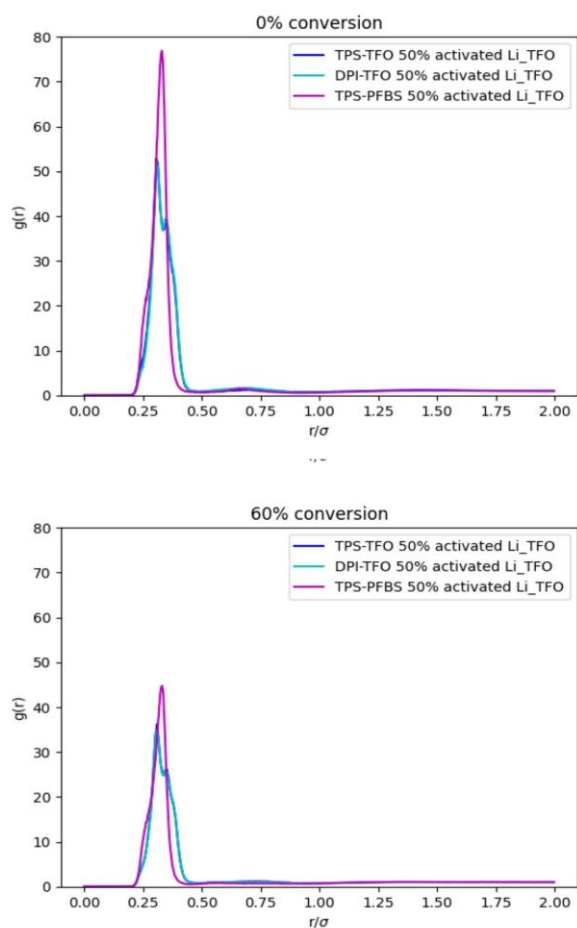 0% conversion
80
70
60
50
40
30
20
10
0
g(r)
TPS-TFO 50% activated Li_TFO
DPI-TFO 50% activated Li_TFO
TPS-PFBS 50% activated Li_TFO
0.00 0.25 0.50 0.75 1.00 1.25 1.50 1.75 2.00
r/σ
60% conversion
80
70
60
50
40
30
20
10
0
g(r)
TPS-TFO 50% activated Li_TFO
DPI-TFO 50% activated Li_TFO
TPS-PFBS 50% activated Li_TFO
0.00 0.25 0.50 0.75 1.00 1.25 1.50 1.75 2.00
r/σ